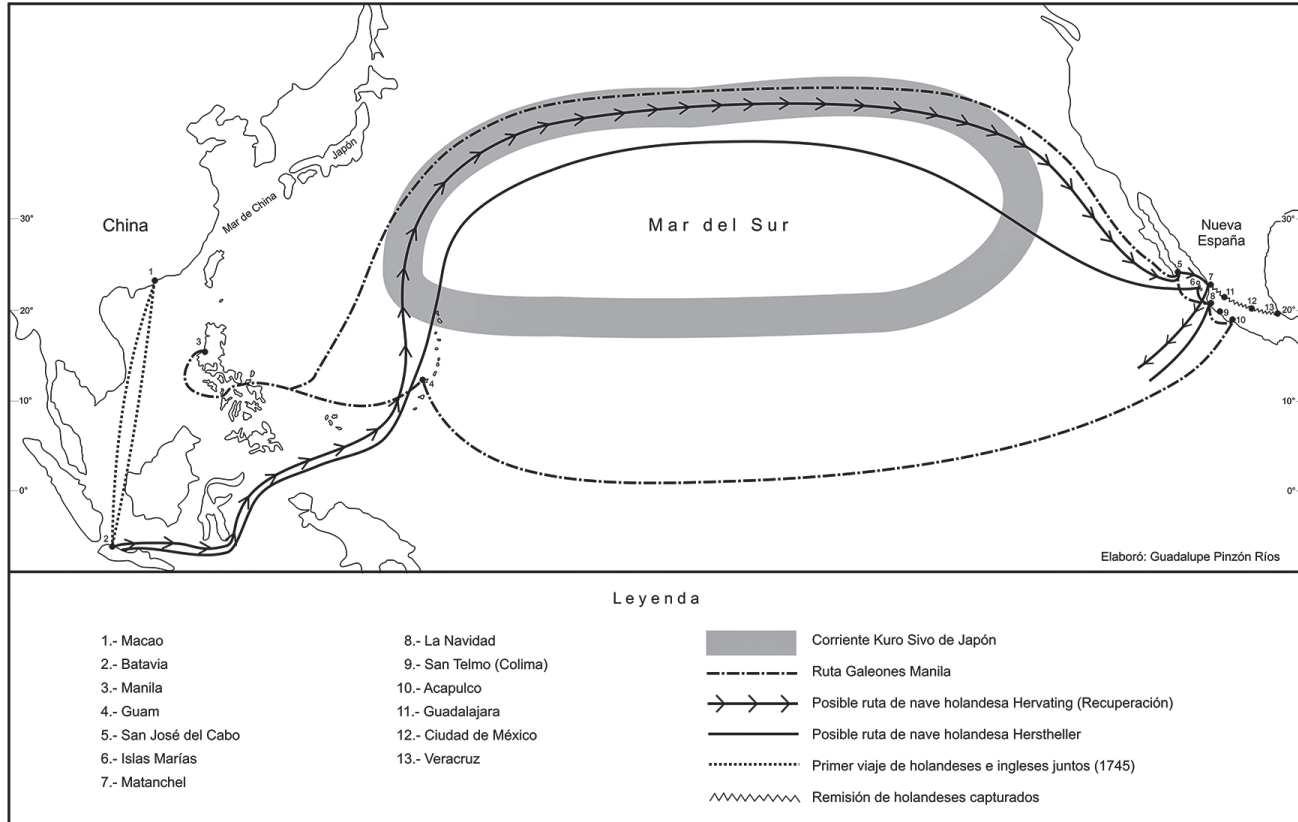 China
Mar de China
Japón
Mar del Sur
Nueva
España
30°
20°
10°
0°
30°
20°
10°
0°
1
2
3
4
5
6
7
8
9
10
11
12
13
Elaboró: Guadalupe Pinzón Ríos
Leyenda
1.- Macao
2.- Batavia
3.- Manila
4.- Guam
5.- San José del Cabo
6.- Islas Marías
7.- Matanchel
8.- La Navidad
9.- San Telmo (Colima)
10.- Acapulco
11.- Guadalajara
12.- Ciudad de México
13.- Veracruz
Corriente Kuro Sivo de Japón
Ruta Galeones Manila
Posible ruta de nave holandesa Hervating (Recuperación)
Posible ruta de nave holandesa Herstheller
Primer viaje de holandeses e ingleses juntos (1745)
Remisión de holandeses capturados